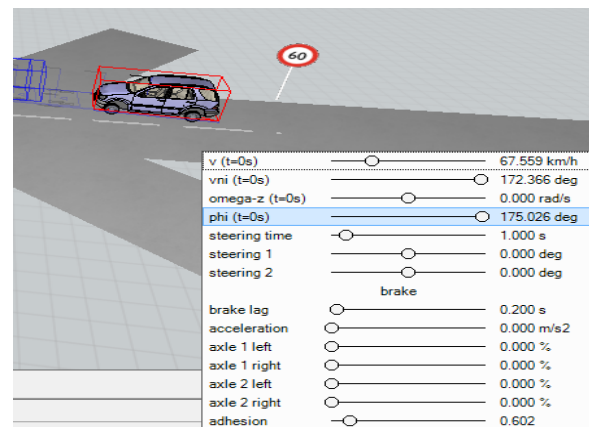 60
v (t=0s) 67.559 km/h
vni (t=0s) 172.366 deg
omega-z (t=0s) 0.000 rad/s
phi (t=0s) 175.026 deg
steering time 1.000 s
steering 1 0.000 deg
steering 2 0.000 deg
brake
brake lag 0.200 s
acceleration 0.000 m/s2
axle 1 left 0.000 %
axle 1 right 0.000 %
axle 2 left 0.000 %
axle 2 right 0.000 %
adhesion 0.602